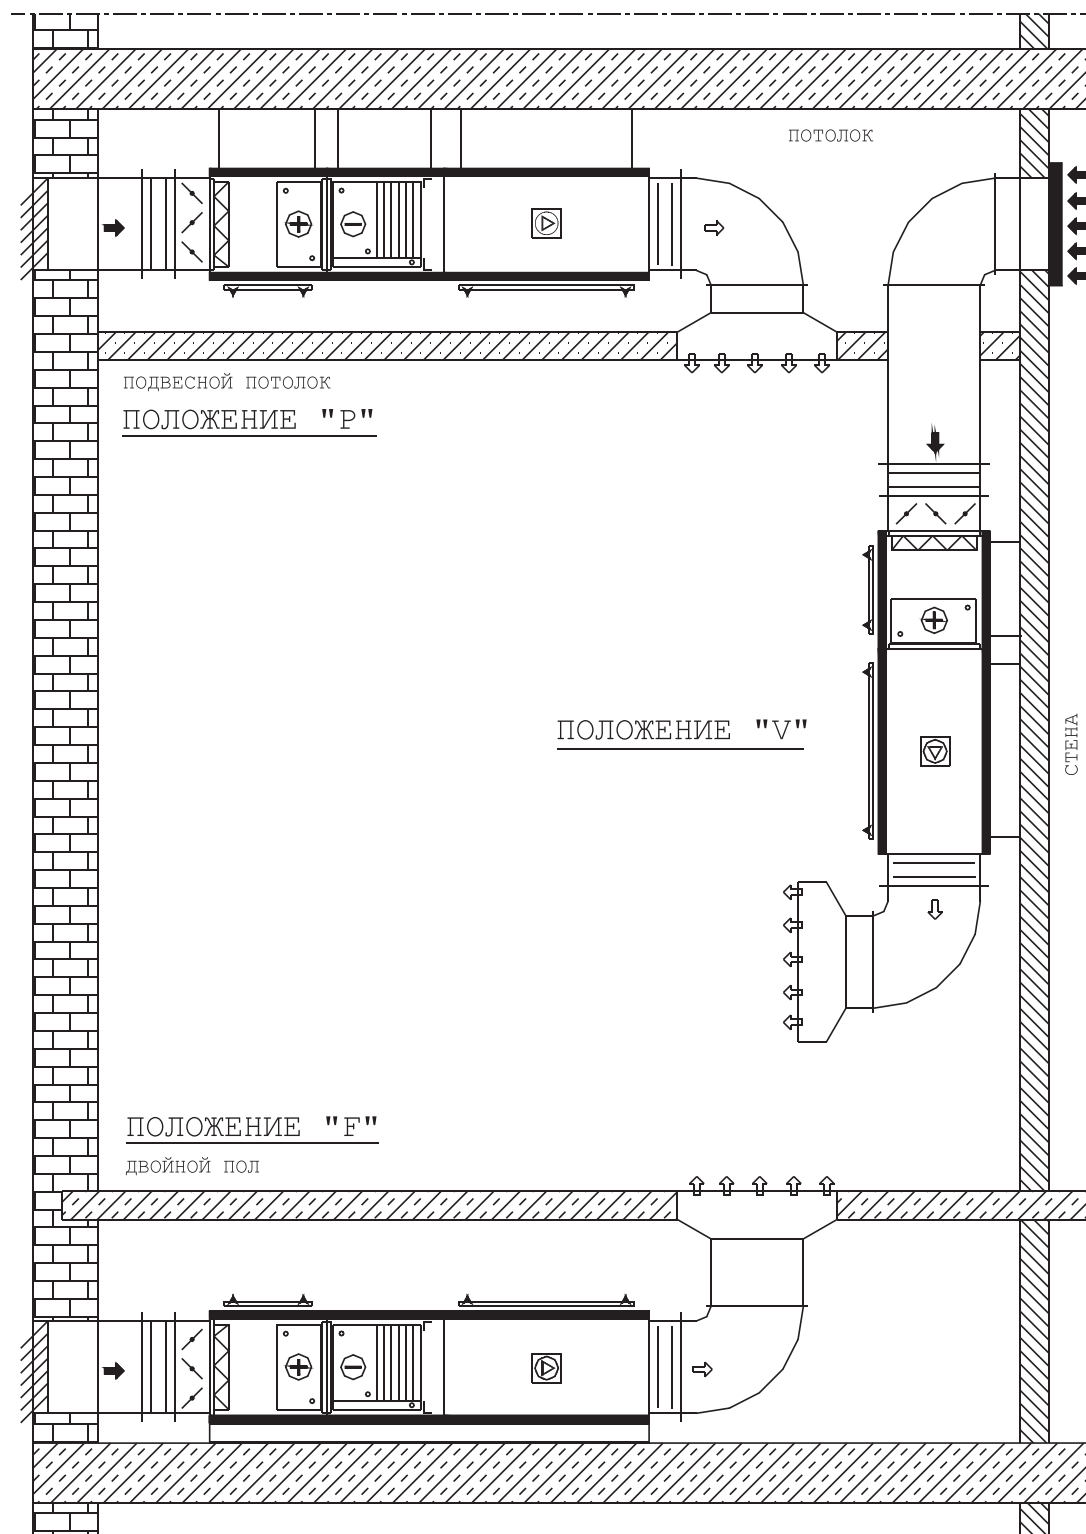 ПОТОЛОК
ПОДВЕСНОЙ ПОТОЛОК
ПОЛОЖЕНИЕ "P"
ПОЛОЖЕНИЕ "V"
СТЕНА
ПОЛОЖЕНИЕ "F"
ДВОЙНОЙ ПОЛ